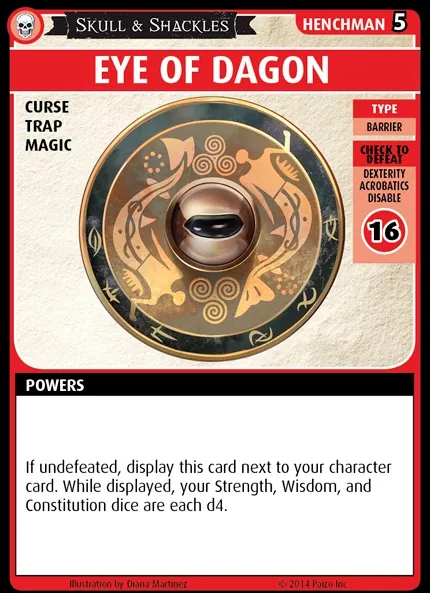 SKULL & SHACKLES
HENCHMAN 5
EYE OF DAGON
CURSE
TRAP
MAGIC
TYPE
BARRIER
CHECK TO
DEFEAT
DEXTERITY
ACROBATICS
DISABLE
16
POWERS
If undefeated, display this card next to your character
card. While displayed, your Strength, Wisdom, and
Constitution dice are each d4.
Illustration by Diana Martinez
© 2014 Paizo Inc